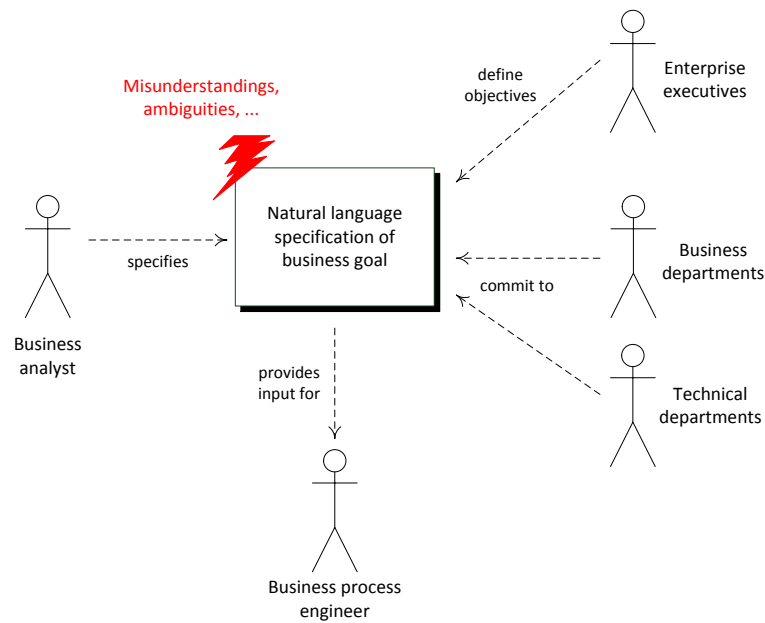 Misunderstandings,
ambiguities, ...
define
objectives
Enterprise
executives
Natural language
specification of
business goal
specifies
Business
analyst
commit to
Business
departments
Technical
departments
provides
input for
Business process
engineer